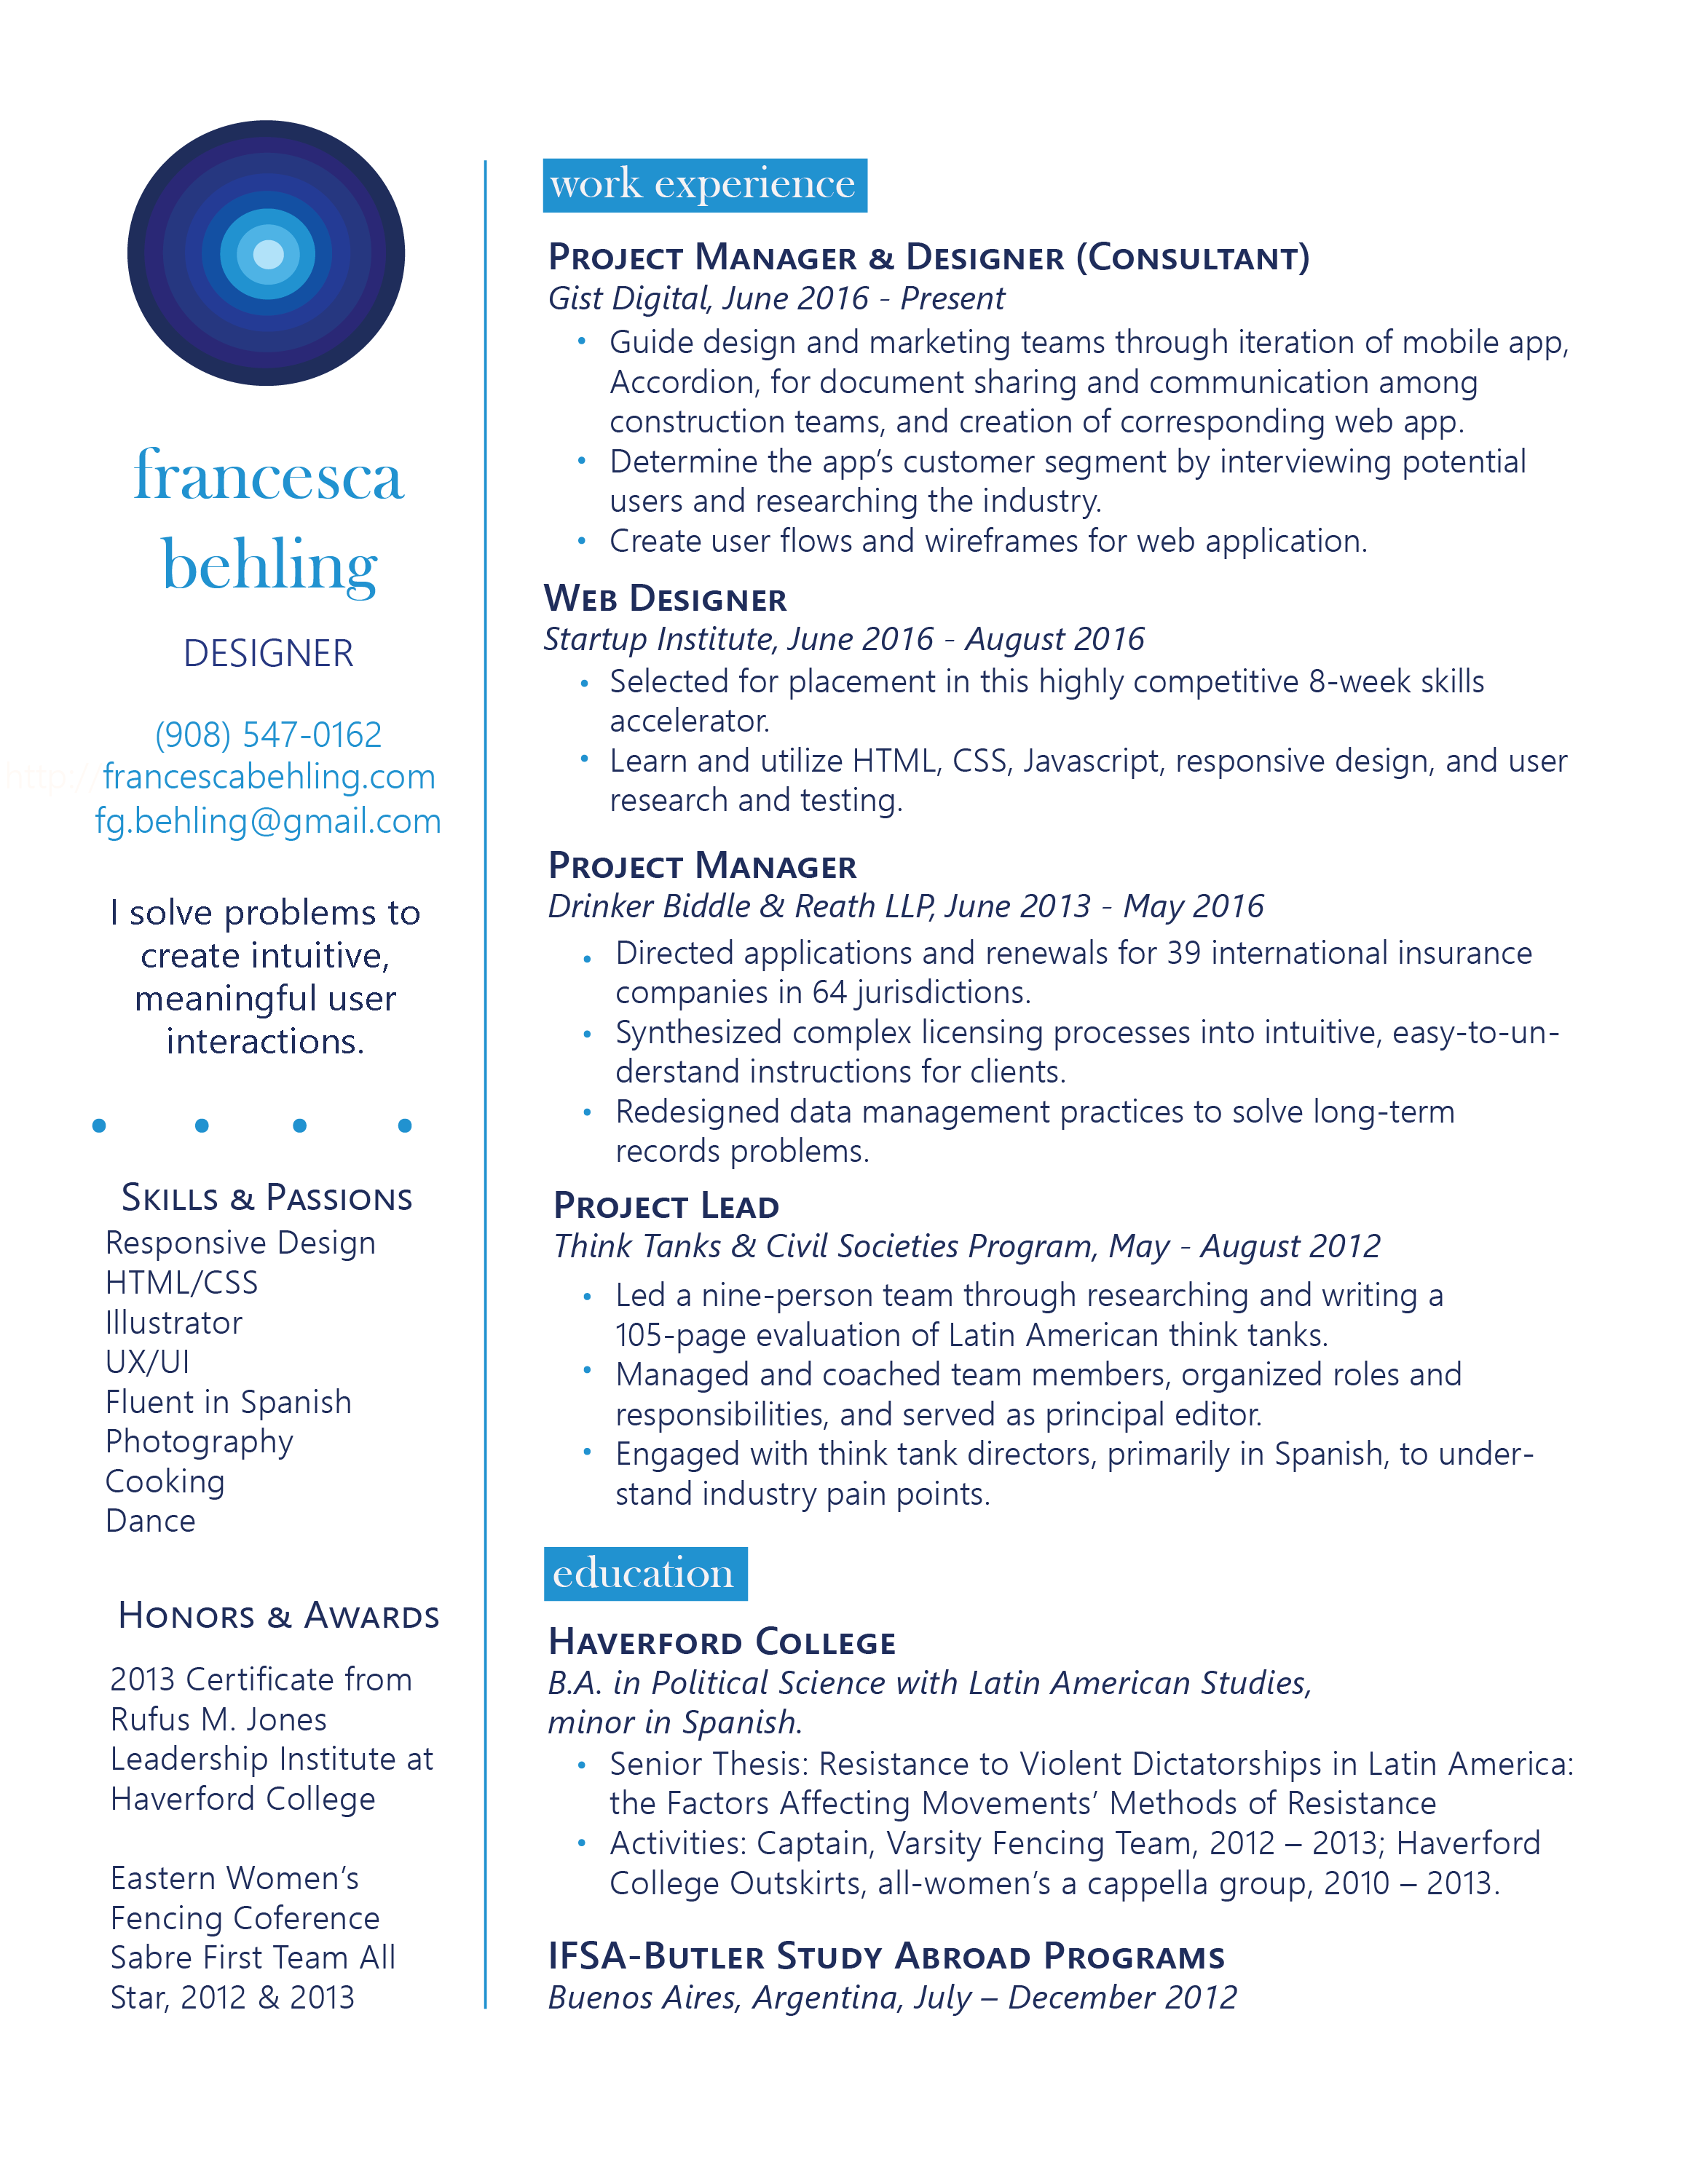 francesca
behling
DESIGNER
(908) 547-0162
http://francescabehling.com
fg.behling@gmail.com
I solve problems to
create intuitive,
meaningful user
interactions.
Skills & Passions
Responsive Design
HTML/CSS
Illustrator
UX/UI
Fluent in Spanish
Photography
Cooking
Dance
Honors & Awards
2013 Certificate from
Rufus M. Jones
Leadership Institute at
Haverford College
Eastern Women’s
Fencing Coference
Sabre First Team All
Star, 2012 & 2013
work experience
Project Manager & Designer (Consultant)
Gist Digital, June 2016 - Present
• Guide design and marketing teams through iteration of mobile app,
Accordion, for document sharing and communication among
construction teams, and creation of corresponding web app.
• Determine the app’s customer segment by interviewing potential
users and researching the industry.
• Create user flows and wireframes for web application.
Web Designer
Startup Institute, June 2016 - August 2016
• Selected for placement in this highly competitive 8-week skills
accelerator.
• Learn and utilize HTML, CSS, Javascript, responsive design, and user
research and testing.
Project Manager
Drinker Biddle & Reath LLP, June 2013 - May 2016
• Directed applications and renewals for 39 international insurance
companies in 64 jurisdictions.
• Synthesized complex licensing processes into intuitive, easy-to-un-
derstand instructions for clients.
• Redesigned data management practices to solve long-term
records problems.
Project Lead
Think Tanks & Civil Societies Program, May - August 2012
• Led a nine-person team through researching and writing a
105-page evaluation of Latin American think tanks.
• Managed and coached team members, organized roles and
responsibilities, and served as principal editor.
• Engaged with think tank directors, primarily in Spanish, to under-
stand industry pain points.
education
Haverford College
B.A. in Political Science with Latin American Studies,
minor in Spanish.
• Senior Thesis: Resistance to Violent Dictatorships in Latin America:
the Factors Affecting Movements’ Methods of Resistance
• Activities: Captain, Varsity Fencing Team, 2012 – 2013; Haverford
College Outskirts, all-women’s a cappella group, 2010 – 2013.
IFSA-Butler Study Abroad Programs
Buenos Aires, Argentina, July – December 2012